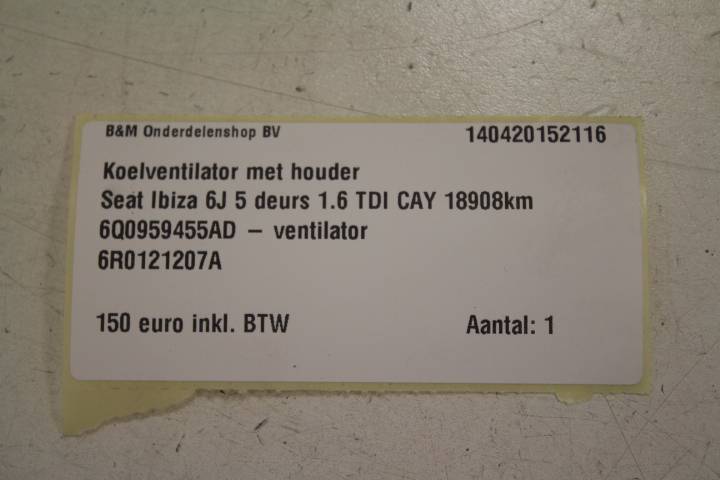 B&M Onderdelenshop BV 140420152116
Koelventilator met houder
Seat Ibiza 6J 5 deurs 1.6 TDI CAY 18908km
6Q0959455AD – ventilator
6R0121207A
150 euro inkl. BTW Aantal: 1